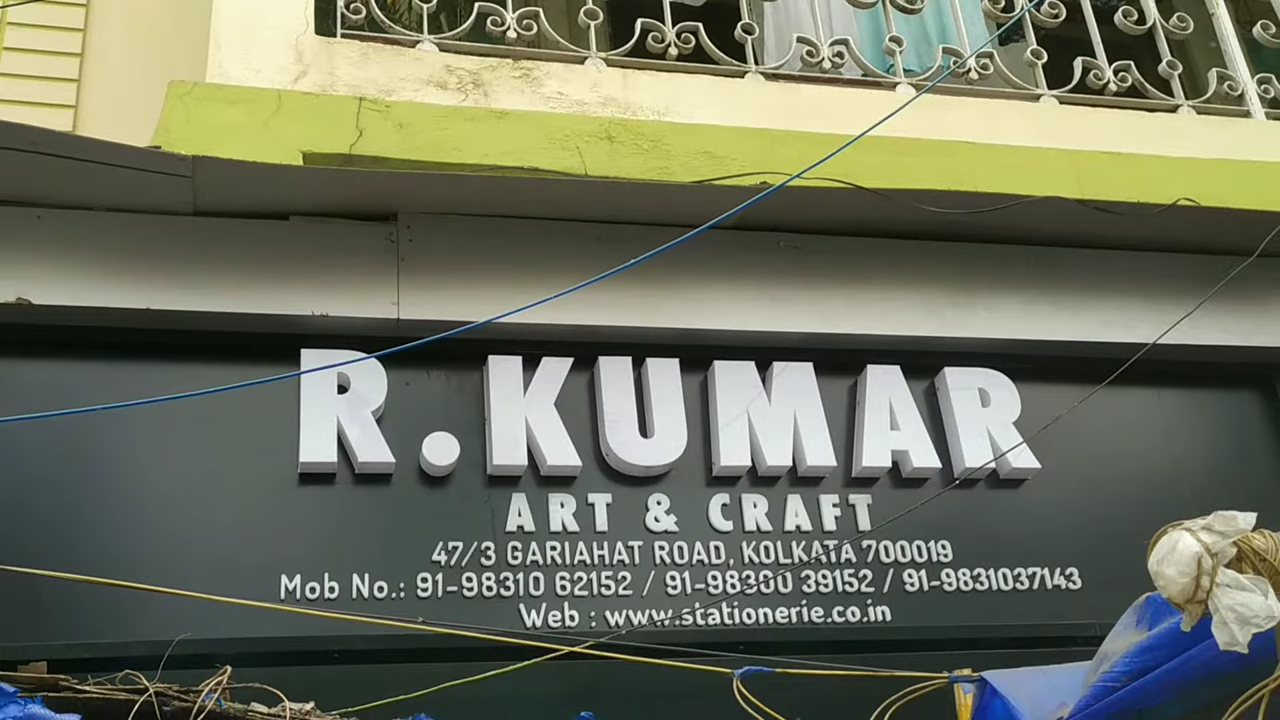 R.KUMAR
ART & CRAFT
47/3 GARIAHAT ROAD, KOLKATA 700019
Mob No.: 91-98310 62152 / 91-98300 39152 / 91-9831037143
Web : www.stationerie.co.in